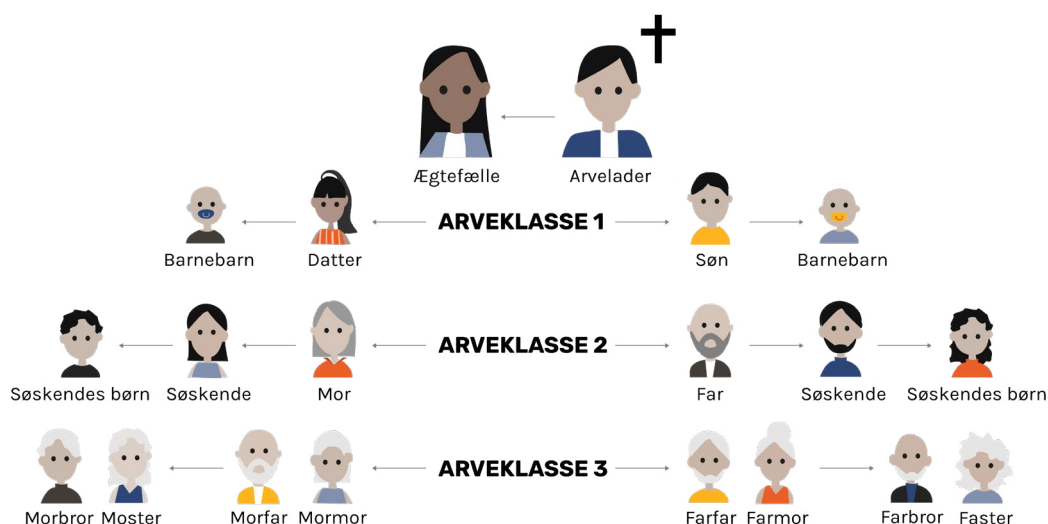 Ægtefælle Arvelader
ARVEKLASSE 1
Barnebarn Datter Søn Barnebarn
ARVEKLASSE 2
Søskendes børn Søskende Mor Far Søskende Søskendes børn
ARVEKLASSE 3
Morbror Moster Morfar Mormor Farfar Farmor Farbror Faster